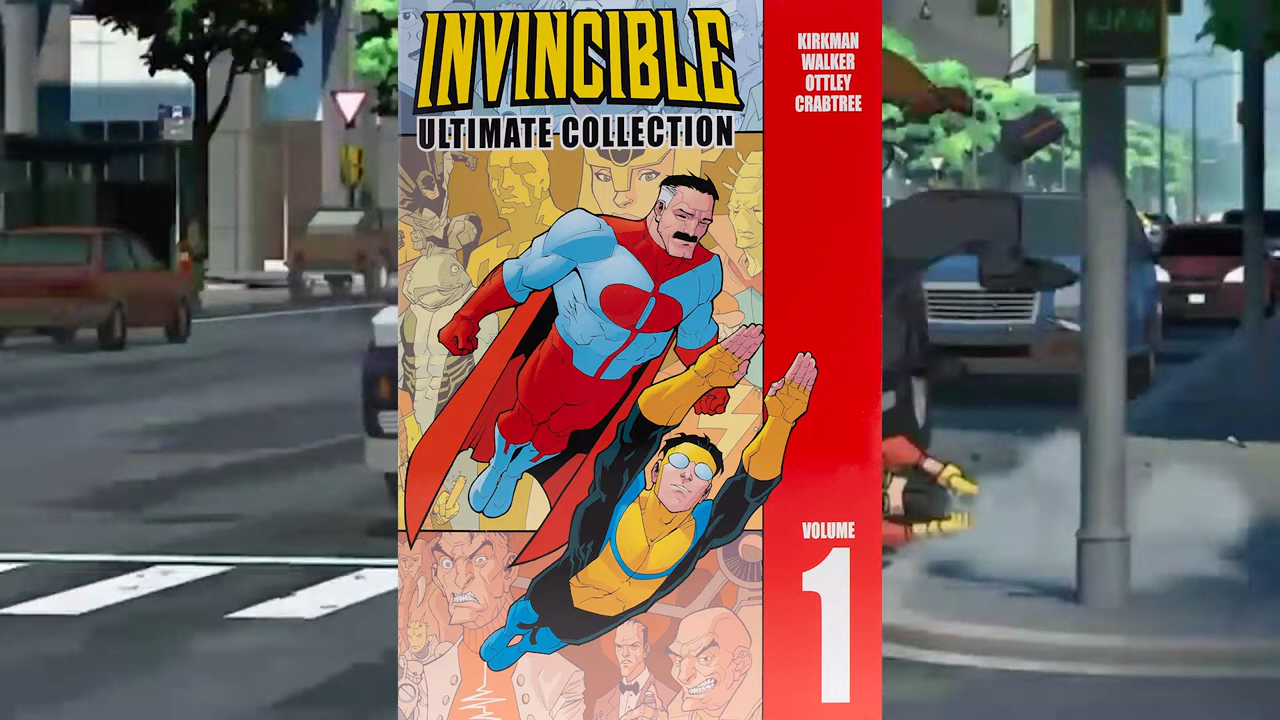 INVINCIBLE
ULTIMATE COLLECTION
KIRKMAN
WALKER
OTTLEY
CRABTREE
VOLUME
1